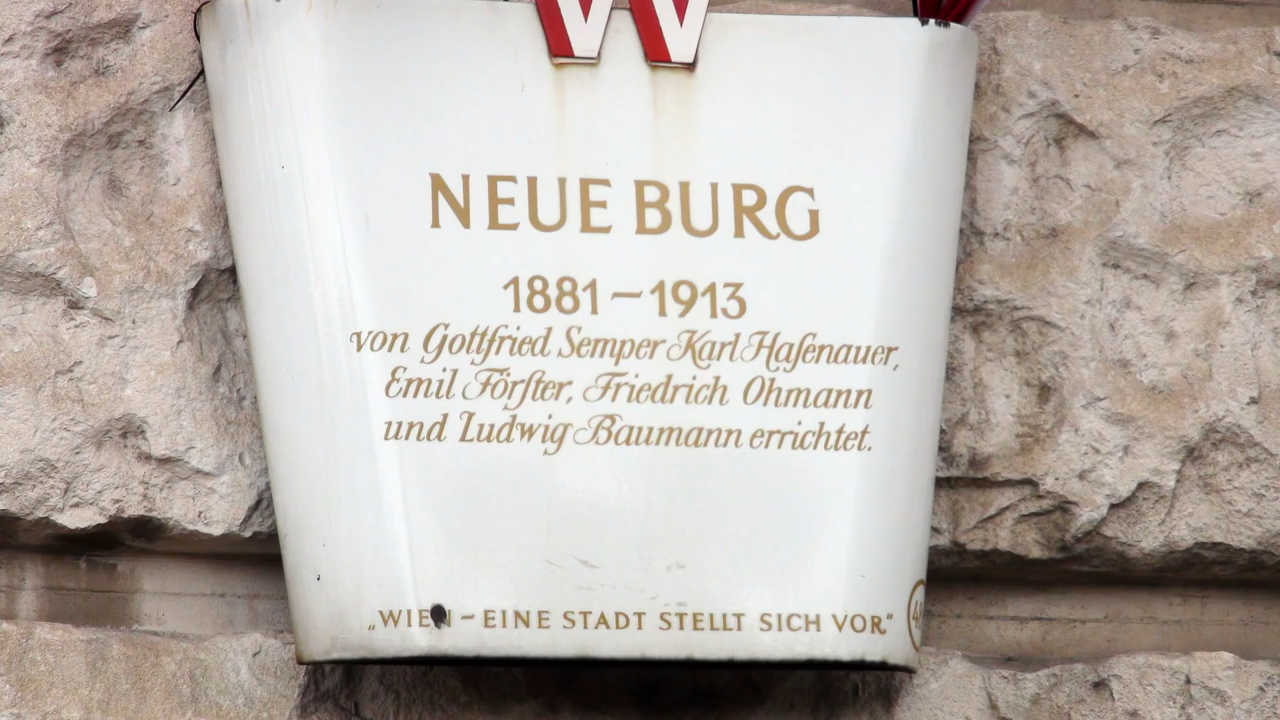 W
NEUE BURG
1881 – 1913
von Gottfried Semper Karl Hasenauer,
Emil Förster, Friedrich Ohmann
und Ludwig Baumann errichtet.
„WIEN – EINE STADT STELLT SICH VOR"